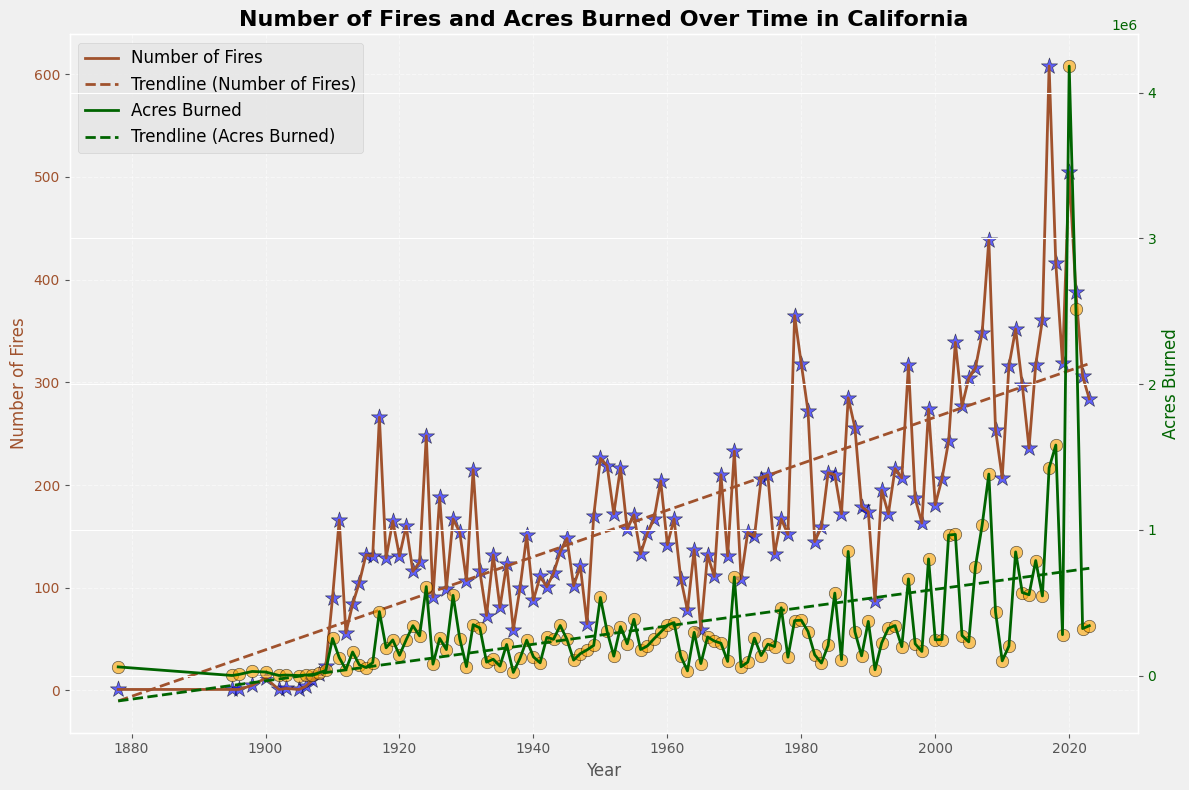 Number of Fires and Acres Burned Over Time in California
1e6
Number of Fires
Trendline (Number of Fires)
Acres Burned
Trendline (Acres Burned)
600
500
400
300
200
100
0
Number of Fires
4
3
2
1
0
Acres Burned
1880
1900
1920
1940
1960
1980
2000
2020
Year